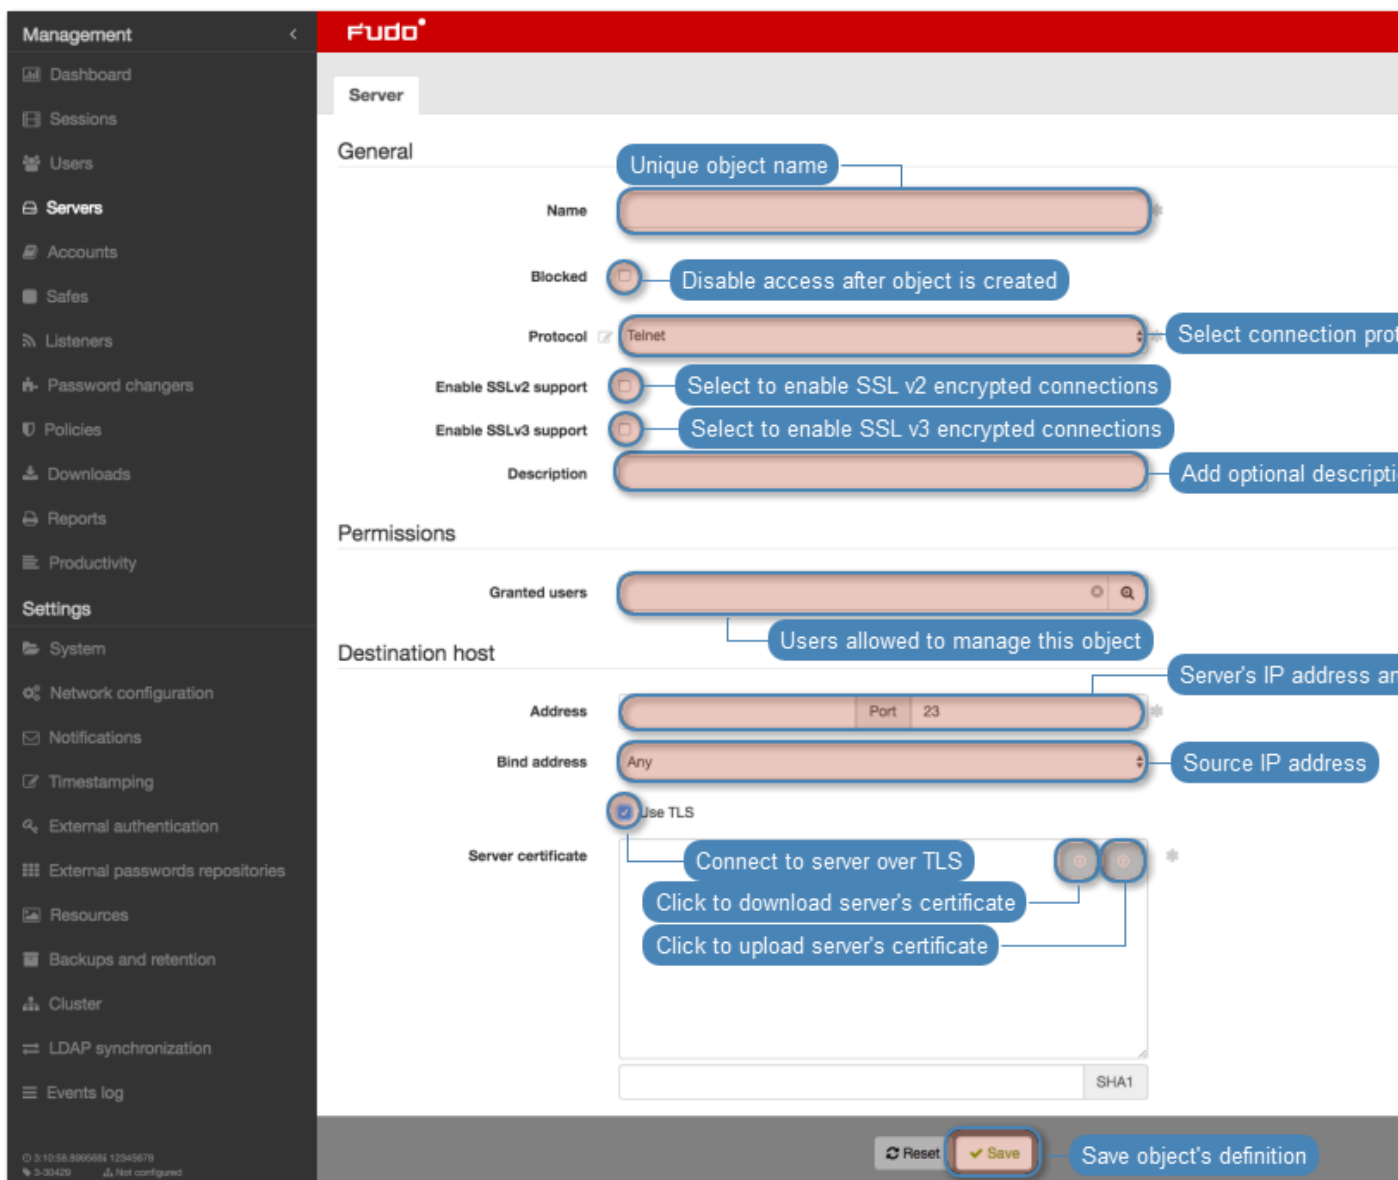 Management
Dashboard
Sessions
Users
Servers
Accounts
Safes
Listeners
Password changers
Policies
Downloads
Reports
Productivity
Settings
System
Network configuration
Notifications
Timestamping
External authentication
External passwords repositories
Resources
Backups and retention
Cluster
LDAP synchronization
Events log
12345678
3-30429 Not configured
FUDO
Server
General
Unique object name
Name *
Blocked Disable access after object is created
Protocol Telnet * Select connection prot
Enable SSLv2 support Select to enable SSL v2 encrypted connections
Enable SSLv3 support Select to enable SSL v3 encrypted connections
Description Add optional descripti
Permissions
Granted users
Users allowed to manage this object
Destination host
Server's IP address an
Address Port 23 *
Bind address Any Source IP address
Use TLS
Server certificate Connect to server over TLS *
Click to download server's certificate
Click to upload server's certificate
SHA1
Reset Save Save object's definition